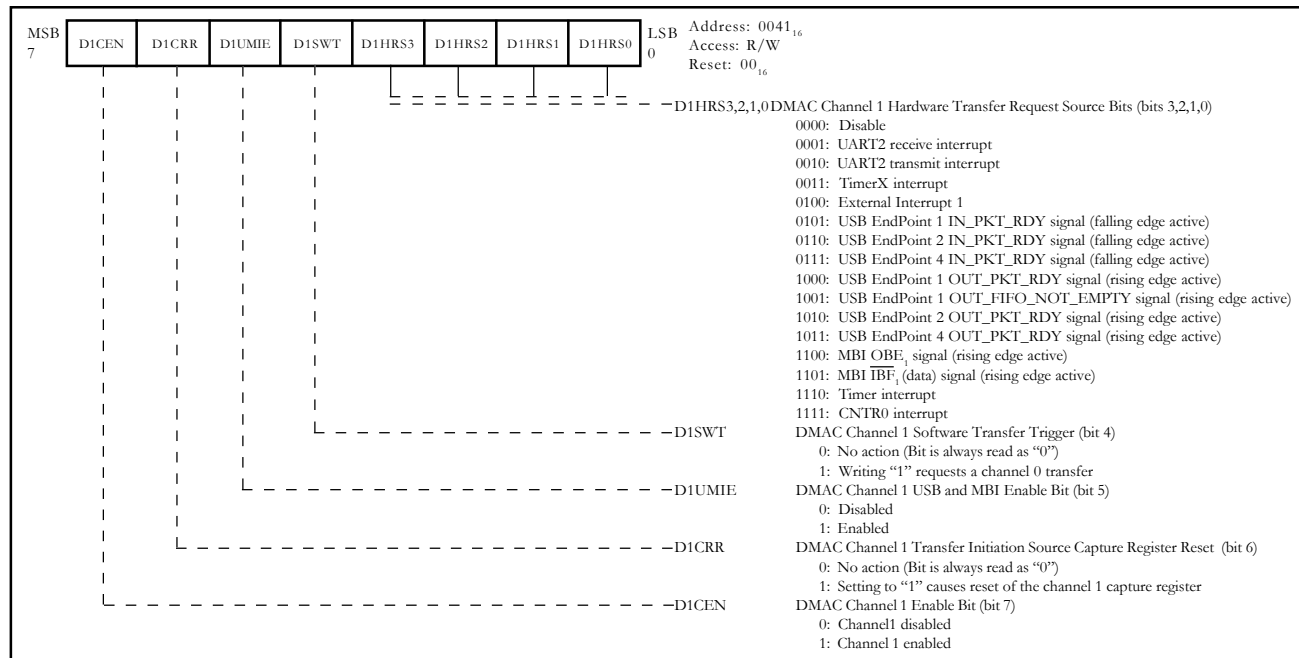 MSB 7 D1CEN D1CRR D1UMIE D1SWT D1HRS3 D1HRS2 D1HRS1 D1HRS0 LSB 0
Address: 0041₁₆
Access: R/W
Reset: 00₁₆
D1HRS3,2,1,0 DMAC Channel 1 Hardware Transfer Request Source Bits (bits 3,2,1,0)
0000: Disable
0001: UART2 receive interrupt
0010: UART2 transmit interrupt
0011: TimerX interrupt
0100: External Interrupt 1
0101: USB EndPoint 1 IN_PKT_RDY signal (falling edge active)
0110: USB EndPoint 2 IN_PKT_RDY signal (falling edge active)
0111: USB EndPoint 4 IN_PKT_RDY signal (falling edge active)
1000: USB EndPoint 1 OUT_PKT_RDY signal (rising edge active)
1001: USB EndPoint 1 OUT_FIFO_NOT_EMPTY signal (rising edge active)
1010: USB EndPoint 2 OUT_PKT_RDY signal (rising edge active)
1011: USB EndPoint 4 OUT_PKT_RDY signal (rising edge active)
1100: MBI OBE₁ signal (rising edge active)
1101: MBI I̅B̅F̅₁ (data) signal (rising edge active)
1110: Timer interrupt
1111: CNTR0 interrupt
D1SWT DMAC Channel 1 Software Transfer Trigger (bit 4)
0: No action (Bit is always read as “0”)
1: Writing “1” requests a channel 0 transfer
D1UMIE DMAC Channel 1 USB and MBI Enable Bit (bit 5)
0: Disabled
1: Enabled
D1CRR DMAC Channel 1 Transfer Initiation Source Capture Register Reset (bit 6)
0: No action (Bit is always read as “0”)
1: Setting to “1” causes reset of the channel 1 capture register
D1CEN DMAC Channel 1 Enable Bit (bit 7)
0: Channel1 disabled
1: Channel 1 enabled